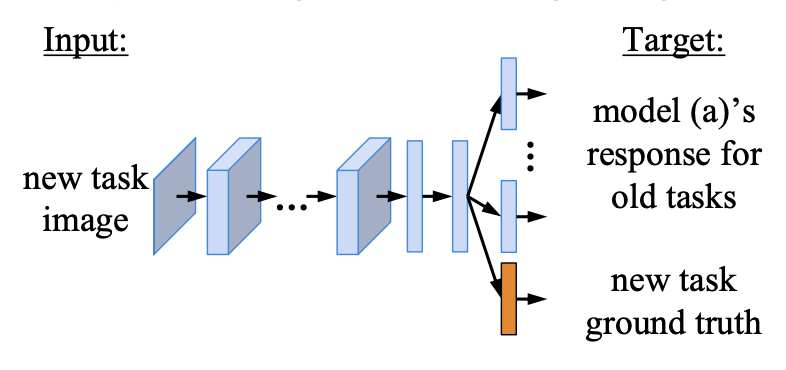 Input:
Target:
new task
image
...
model (a)'s
response for
old tasks
new task
ground truth